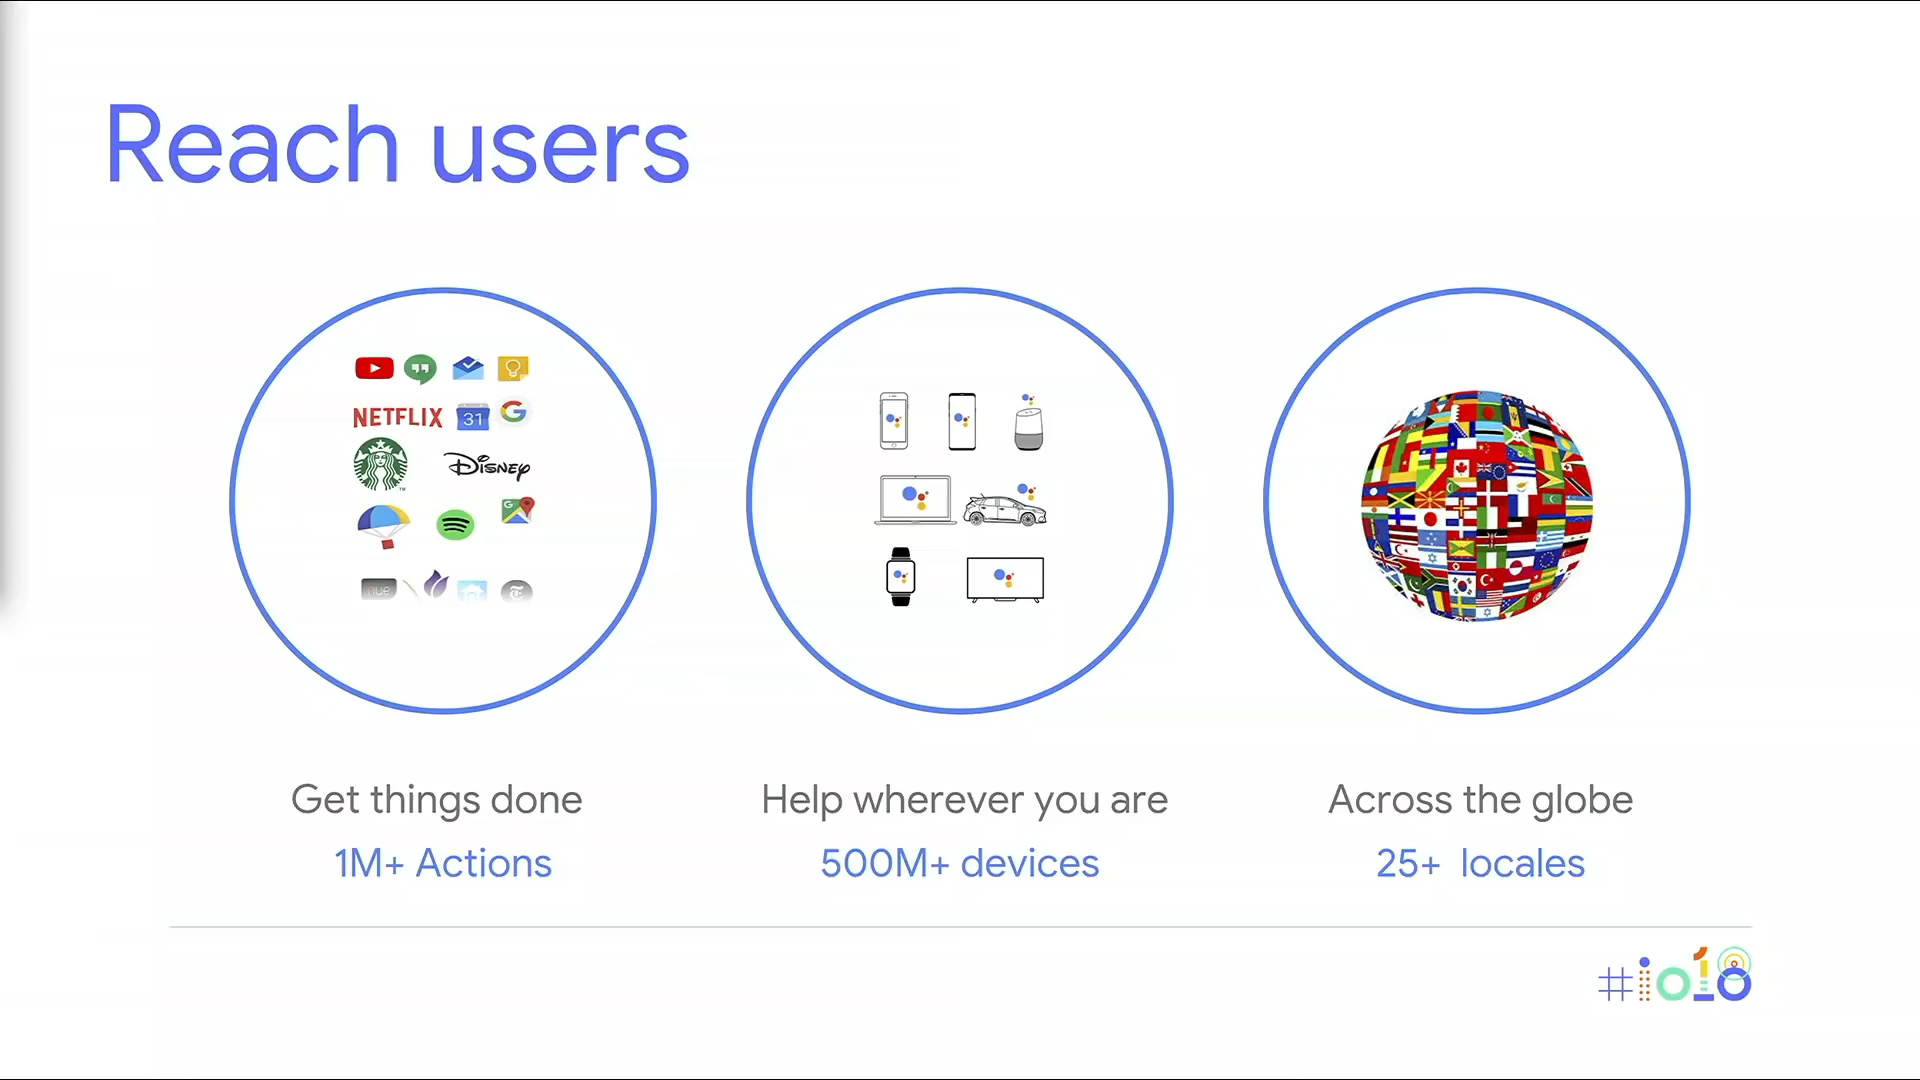 Reach users
NETFLIX
31
G
Disney
G
hue
T
Get things done
1M+ Actions
Help wherever you are
500M+ devices
Across the globe
25+ locales
#io18